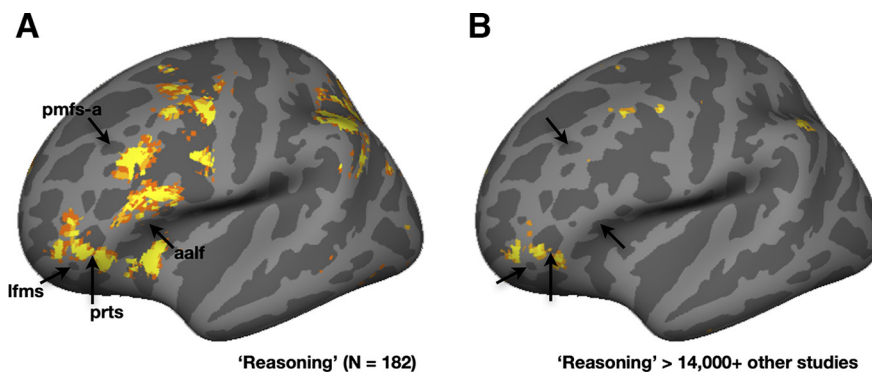 A
B
pmfs-a
aalf
lfms
prts
'Reasoning' (N = 182)
'Reasoning' > 14,000+ other studies